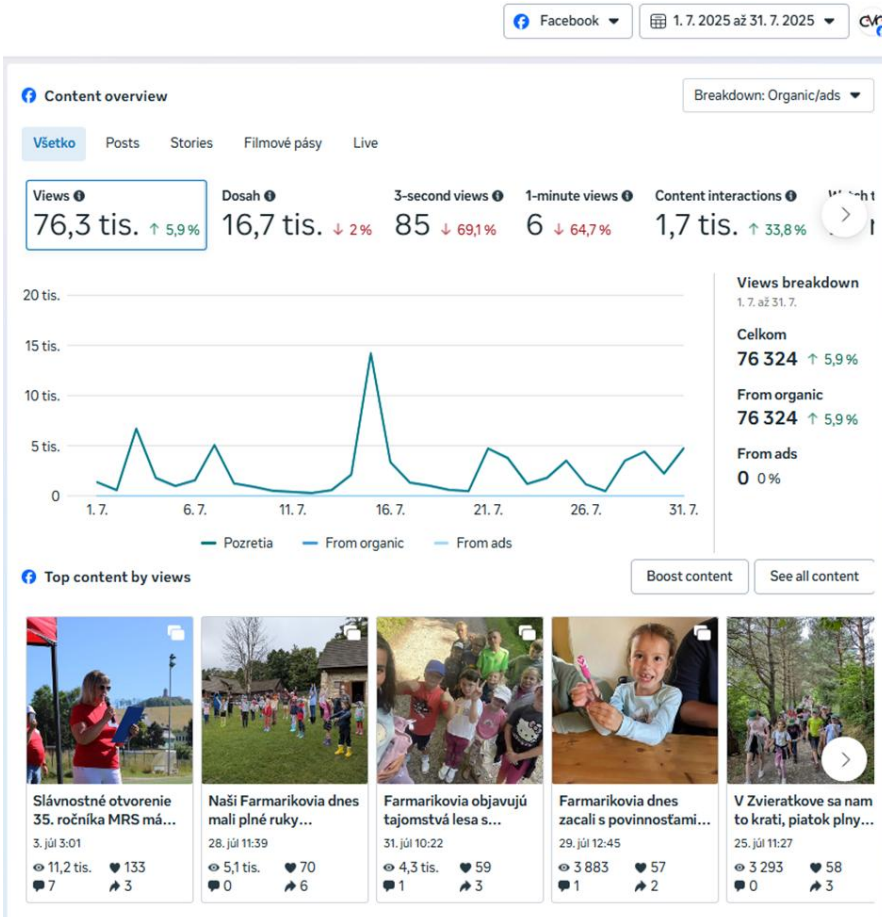 Facebook
1. 7. 2025 až 31. 7. 2025
Content overview
Breakdown: Organic/ads
Všetko
Posts
Stories
Filmové pásy
Live
Views
Dosah
3-second views
1-minute views
Content interactions
76,3 tis. ↑ 5,9%
16,7 tis. ↓ 2%
85 ↓ 69,1%
6 ↓ 64,7%
1,7 tis. ↑ 33,8%
20 tis.
15 tis.
10 tis.
5 tis.
0
1. 7.
6. 7.
11. 7.
16. 7.
21. 7.
26. 7.
31. 7.
Pozretia
From organic
From ads
Views breakdown
1. 7. až 31. 7.
Celkom
76 324 ↑ 5,9%
From organic
76 324 ↑ 5,9%
From ads
0 0%
Top content by views
Boost content
See all content
Slávnostné otvorenie
35. ročníka MRS má...
3. júl 3:01
11,2 tis. 133
7 3
Naši Farmarikovia dnes
mali plné ruky...
28. júl 11:39
5,1 tis. 70
0 6
Farmarikovia objavujú
tajomstvá lesa s...
31. júl 10:22
4,3 tis. 59
1 3
Farmarikovia dnes
zacali s povinnosťami...
29. júl 12:45
3 883 57
1 2
V Zvieratkove sa nam
to krati, piatok plny...
25. júl 11:27
3 293 58
0 3